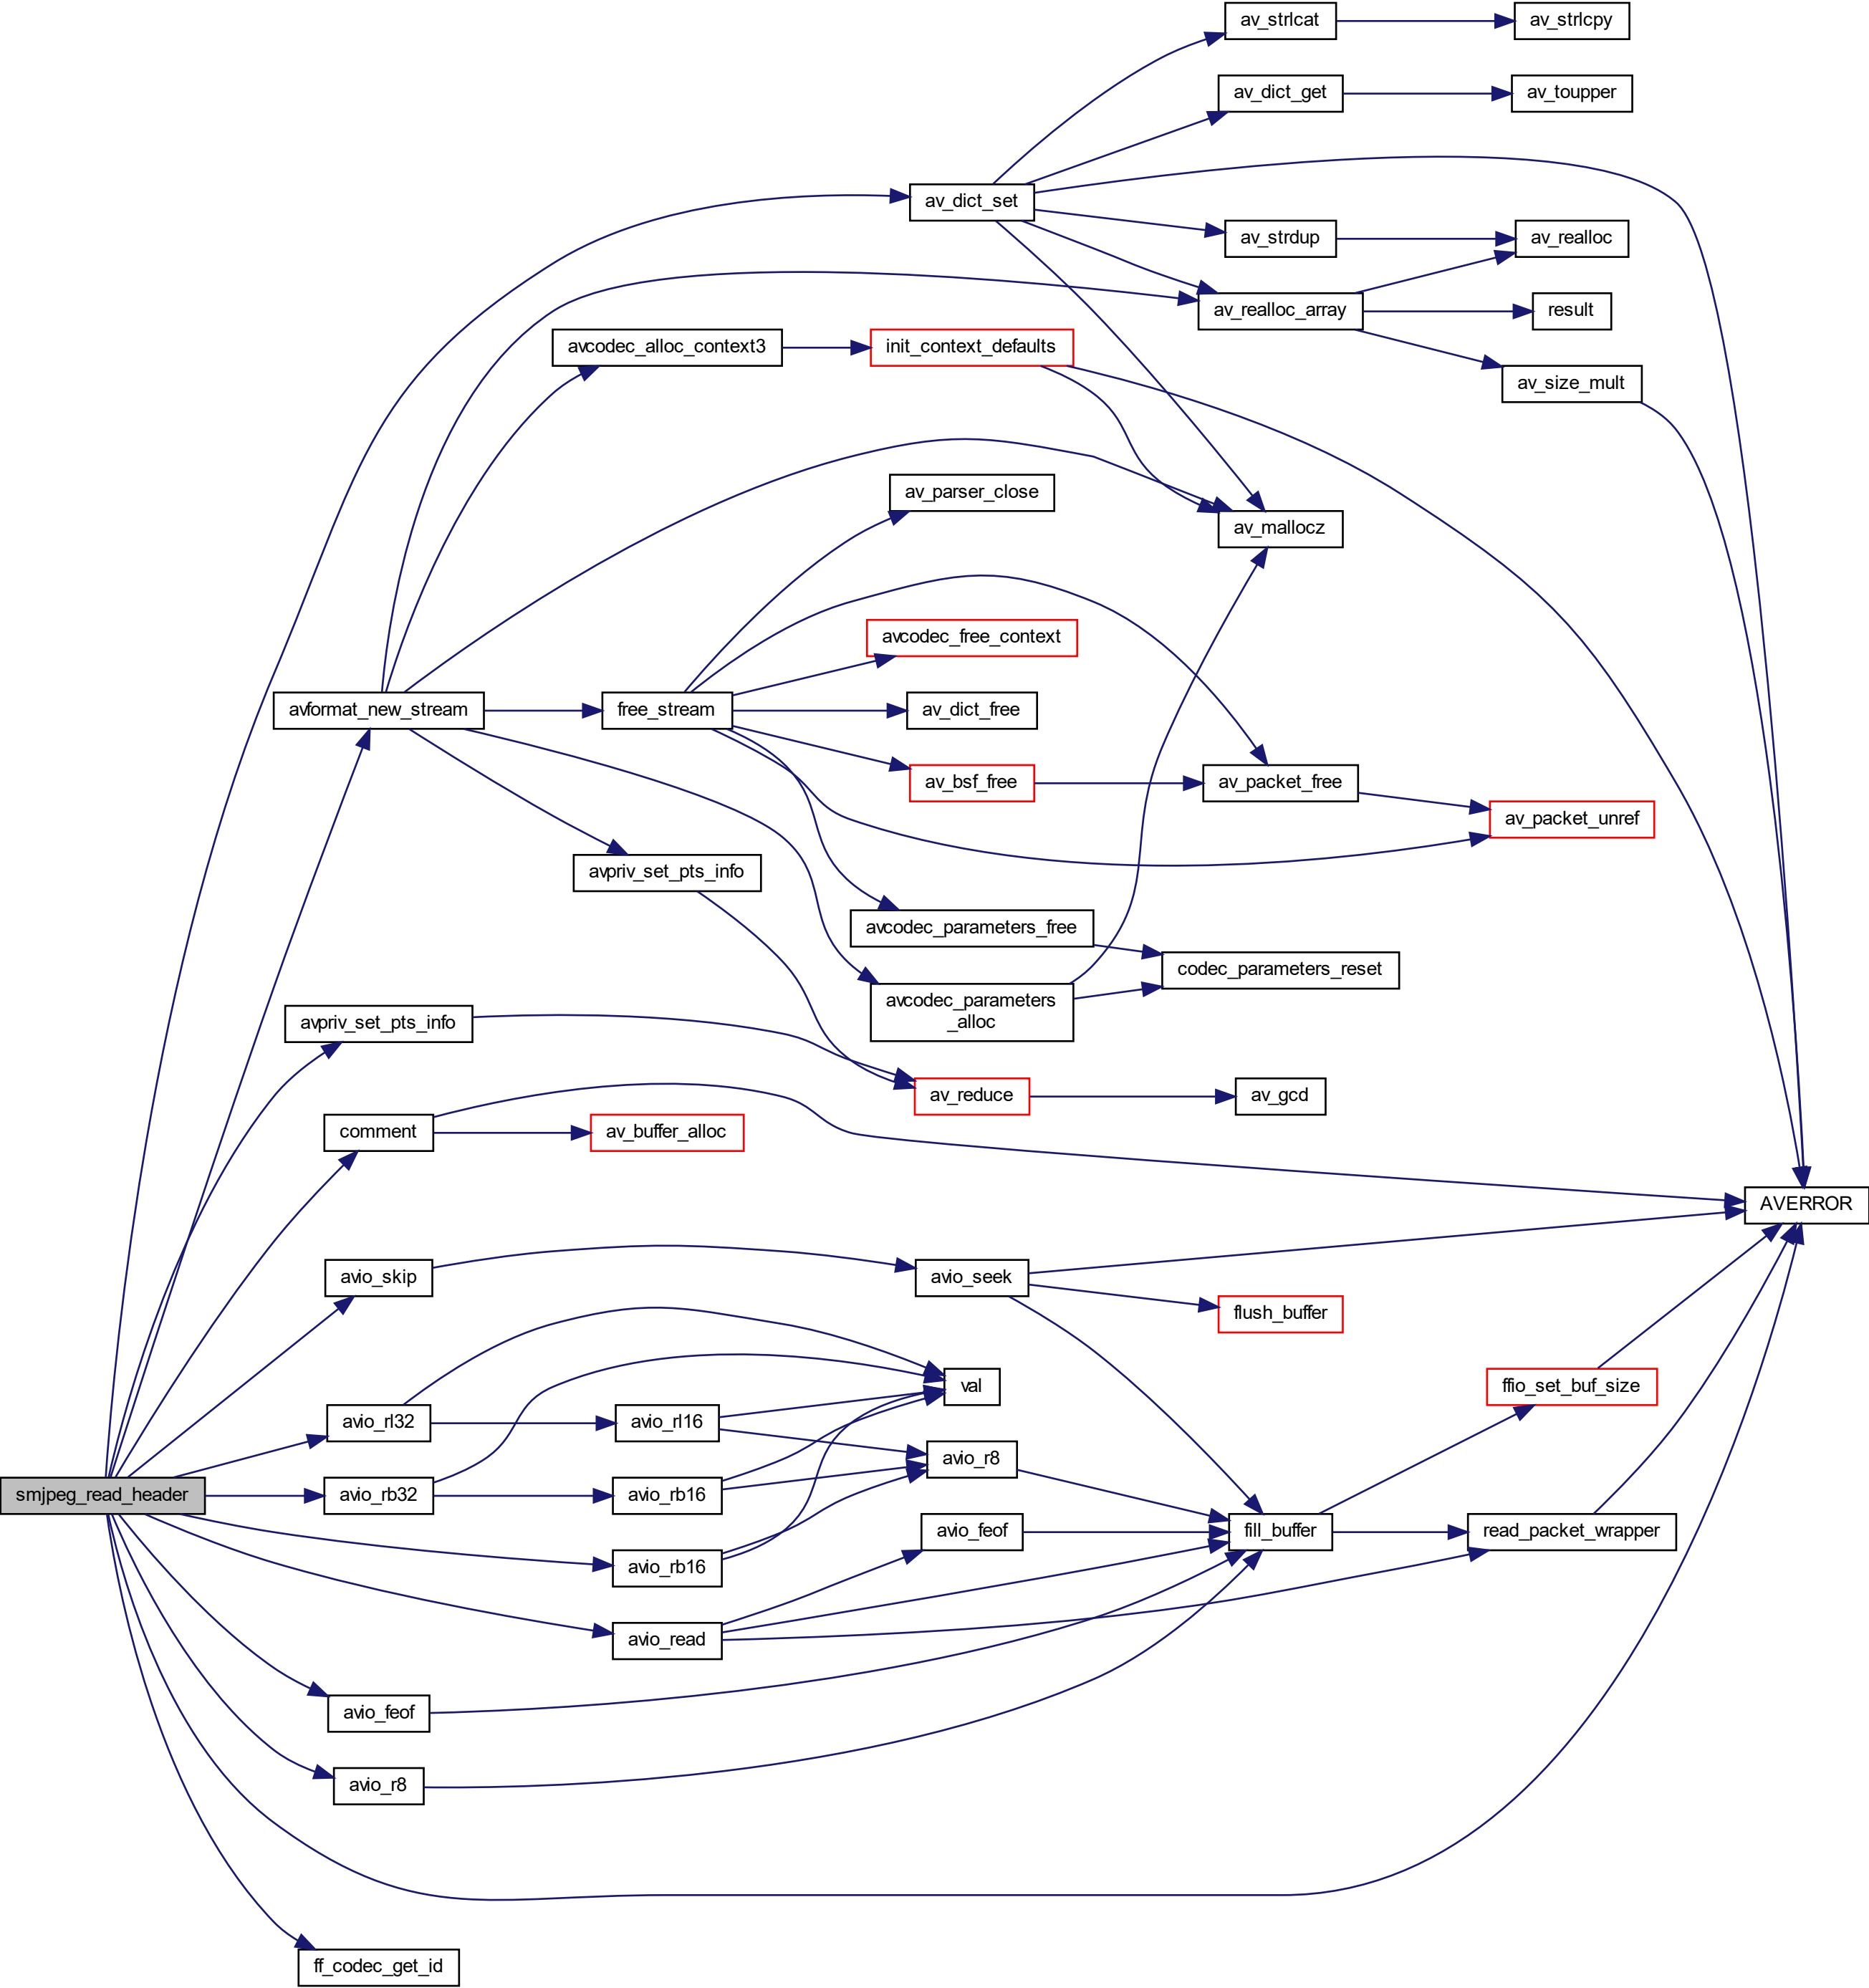 av_strlcat
av_strlcpy
av_dict_get
av_toupper
av_dict_set
av_strdup
av_realloc
av_realloc_array
result
avcodec_alloc_context3
init_context_defaults
av_size_mult
av_parser_close
av_mallocz
avcodec_free_context
avformat_new_stream
free_stream
av_dict_free
av_bsf_free
av_packet_free
av_packet_unref
avpriv_set_pts_info
avcodec_parameters_free
codec_parameters_reset
avcodec_parameters
_alloc
avpriv_set_pts_info
av_reduce
av_gcd
comment
av_buffer_alloc
AVERROR
avio_skip
avio_seek
flush_buffer
val
ffio_set_buf_size
avio_rl32
avio_rl16
avio_r8
smjpeg_read_header
avio_rb32
avio_rb16
avio_feof
fill_buffer
read_packet_wrapper
avio_rb16
avio_read
avio_feof
avio_r8
ff_codec_get_id